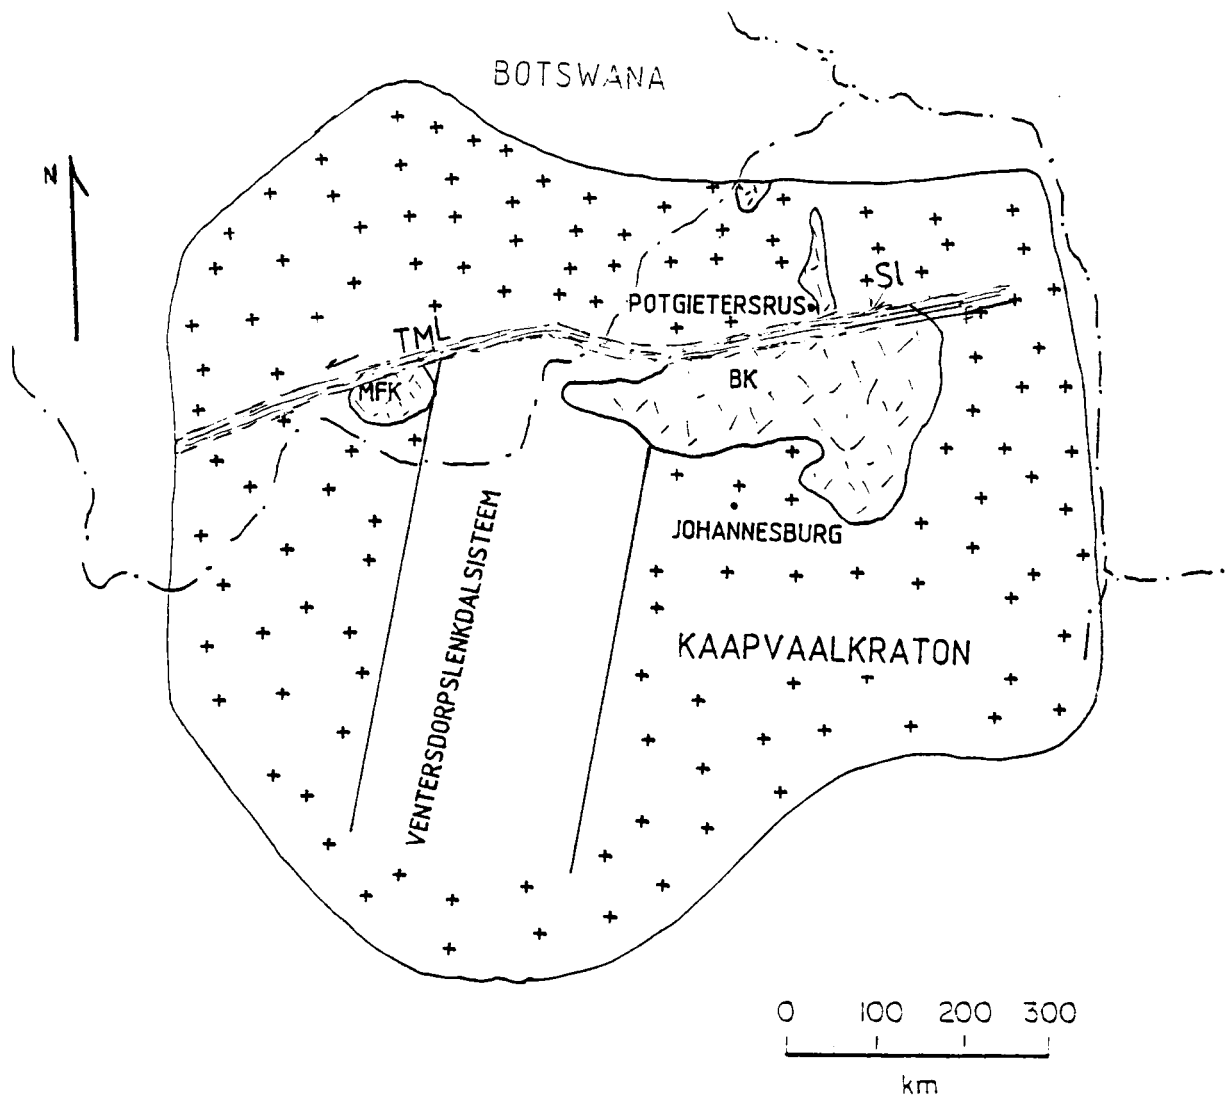 BOTSWANA
N
SI
POTGIETERSRUS
TML
MFK
BK
JOHANNESBURG
VENTERSDORPSLENKDALSISTEEM
KAAPVAALKRATON
0 100 200 300
km